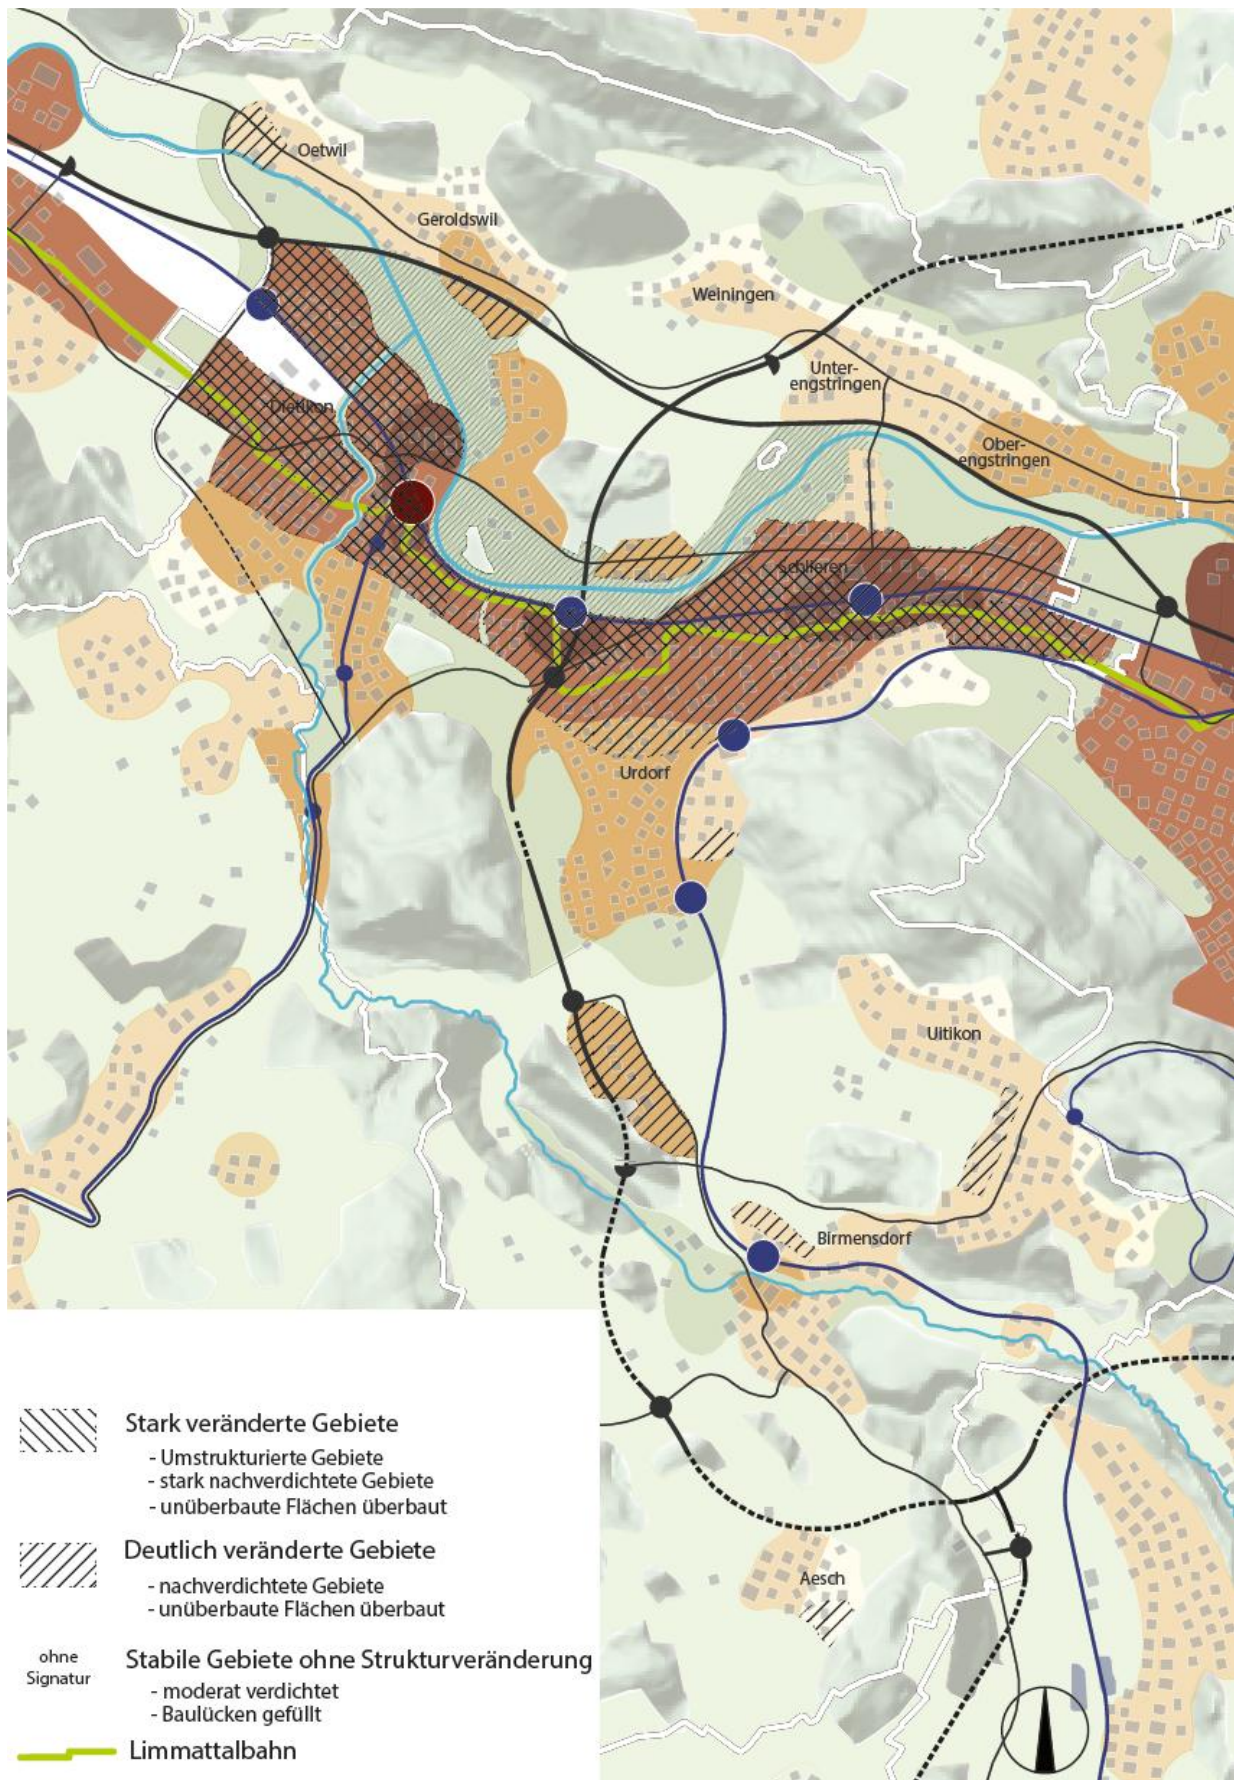 Oetwil
Geroldswil
Weiningen
Unter-
engstringen
Dietikon
Ober-
engstringen
Schlieren
Urdorf
Uitikon
Birmensdorf
Aesch
Stark veränderte Gebiete
- Umstrukturierte Gebiete
- stark nachverdichtete Gebiete
- unüberbaute Flächen überbaut
Deutlich veränderte Gebiete
- nachverdichtete Gebiete
- unüberbaute Flächen überbaut
ohne
Signatur
Stabile Gebiete ohne Strukturveränderung
- moderat verdichtet
- Baulücken gefüllt
Limmattalbahn